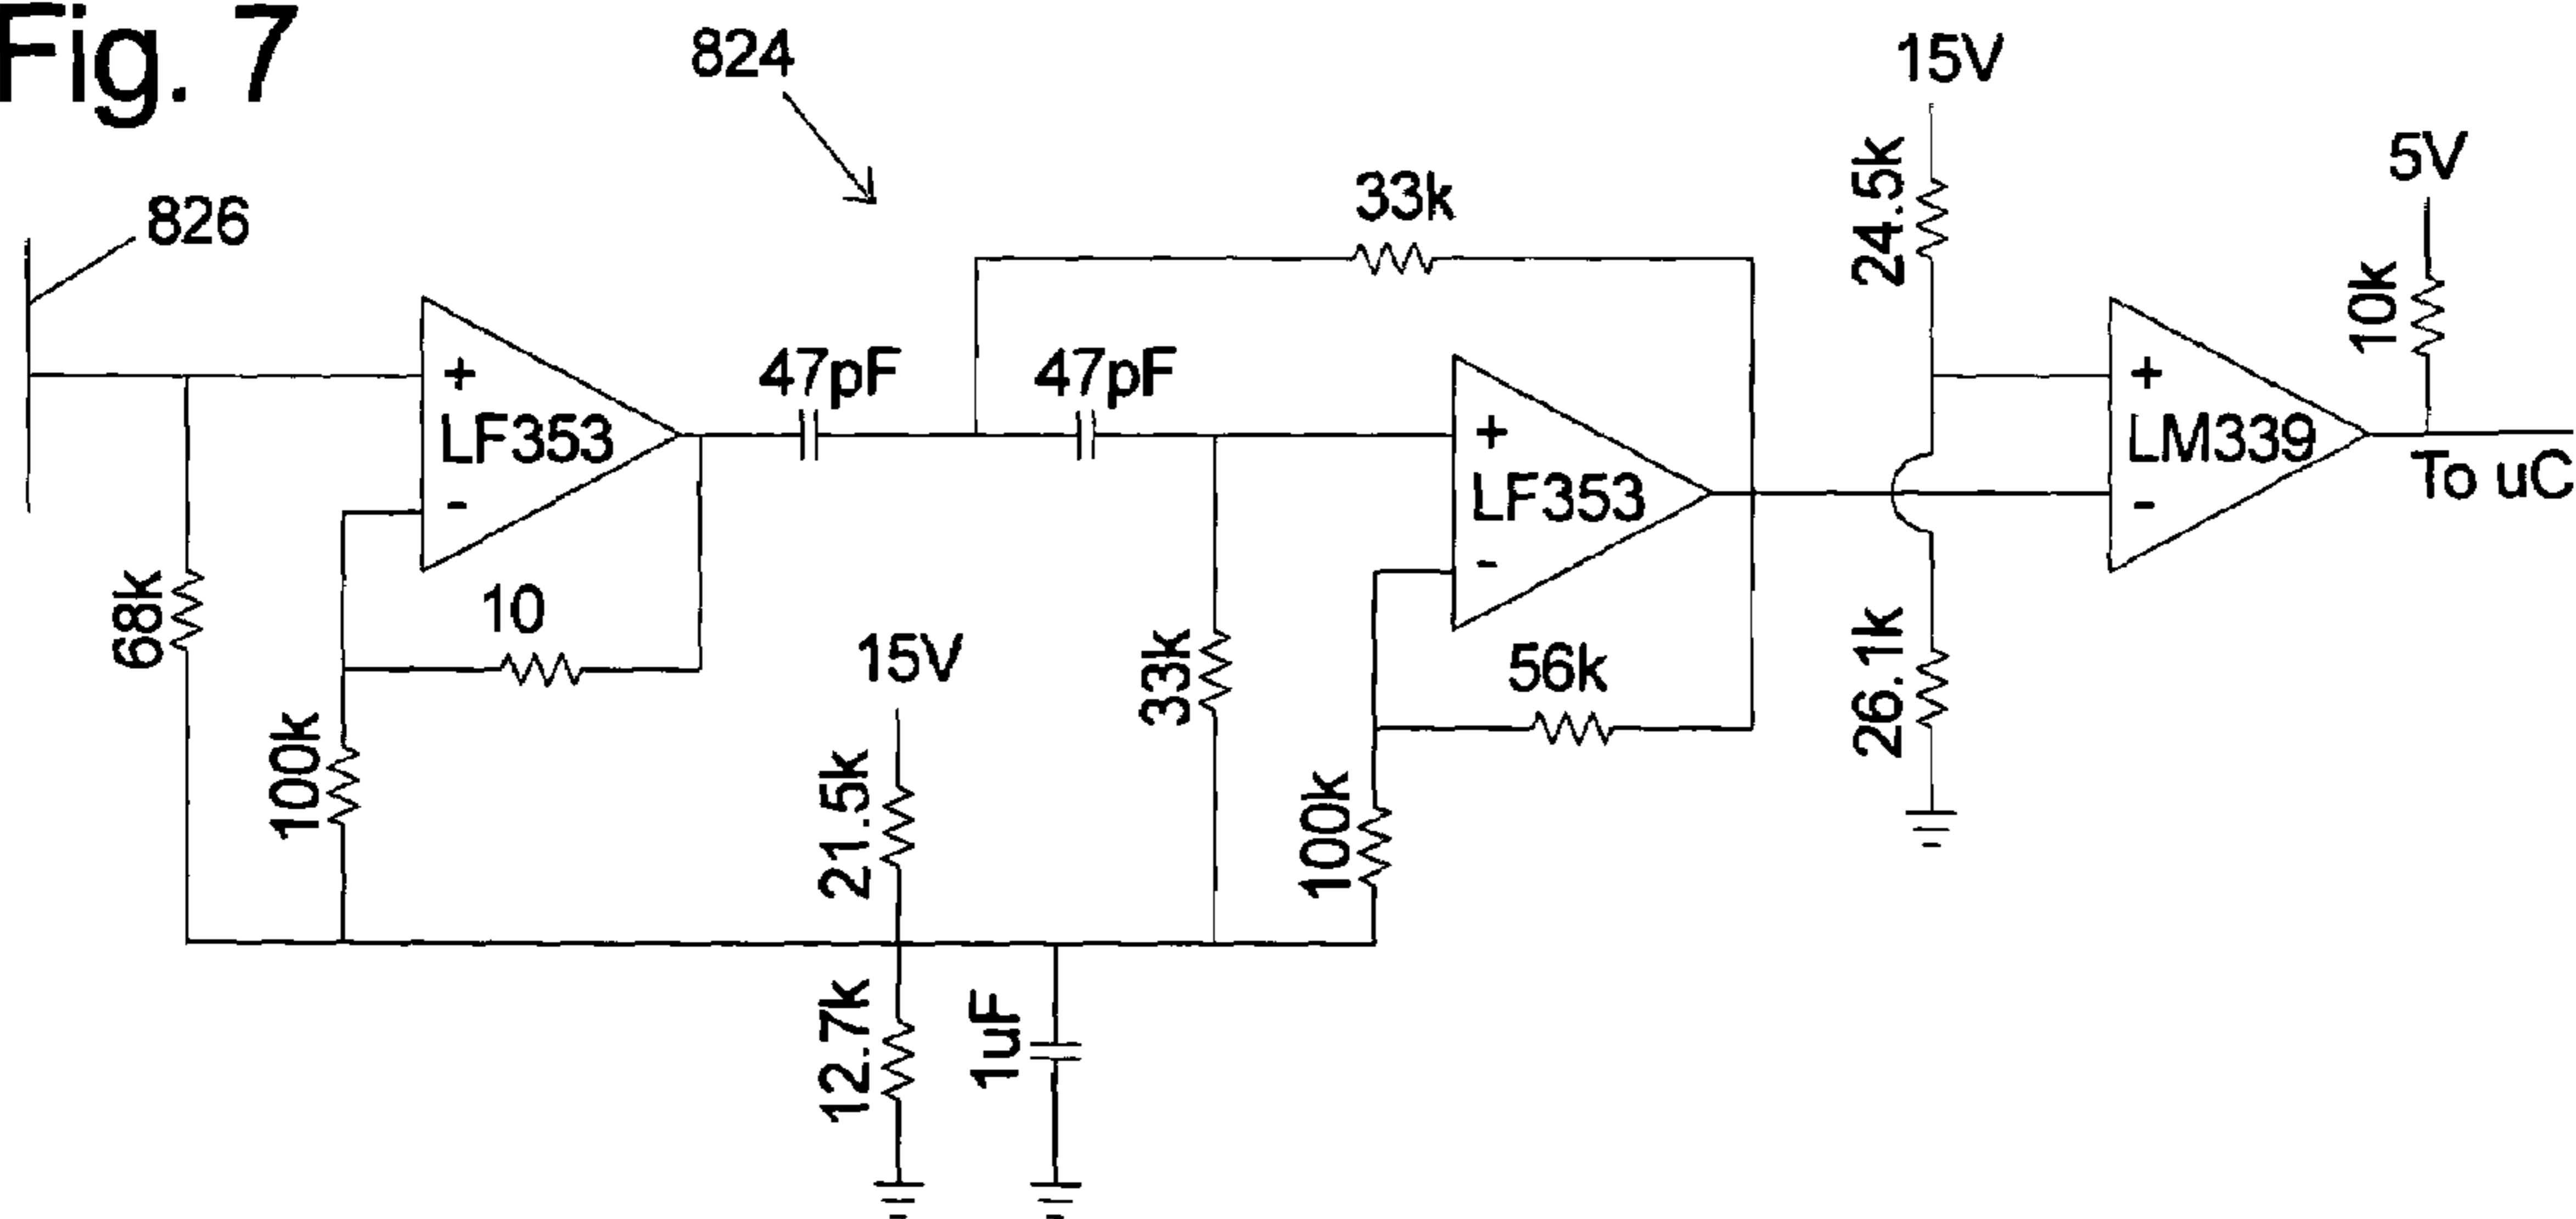 Fig. 7
824
826
15V
24.5k
5V
10k
33k
+
LF353
-
47pF
47pF
+
LF353
-
+
LM339
-
To uC
68k
10
100k
15V
21.5k
12.7k
1uF
33k
100k
56k
26.1k